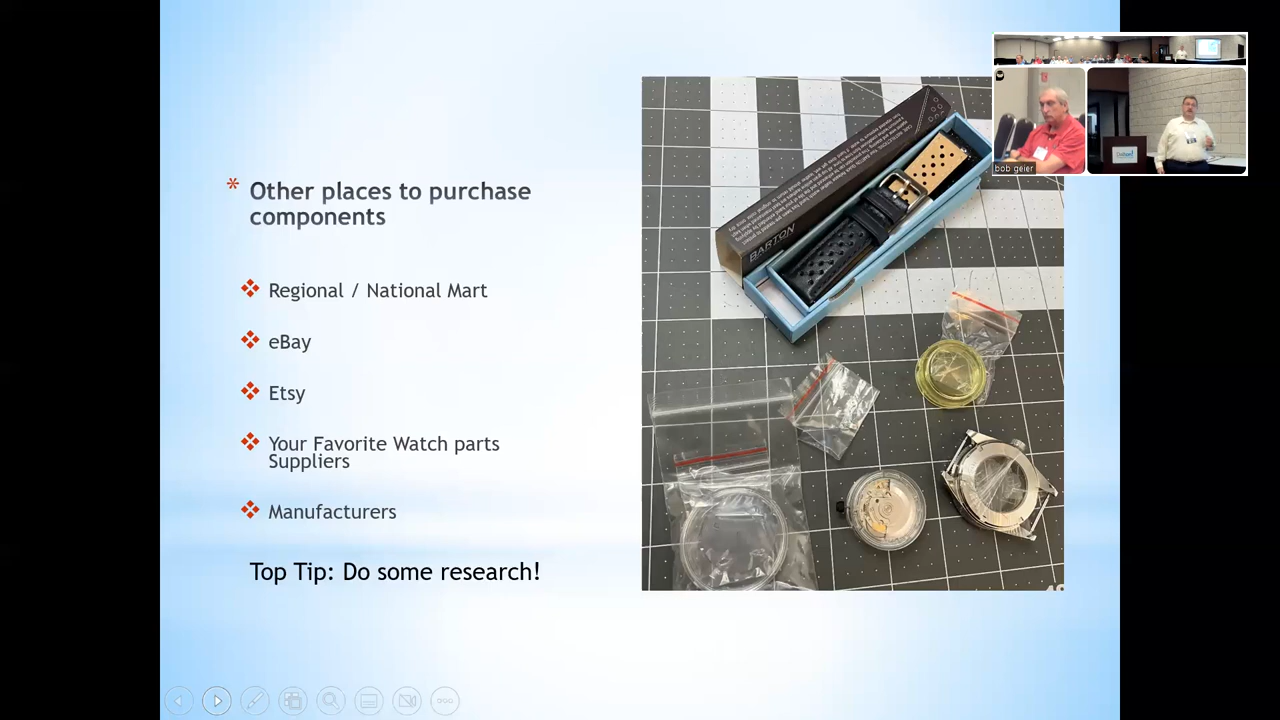 * Other places to purchase
components
Regional / National Mart
eBay
Etsy
Your Favorite Watch parts
Suppliers
Manufacturers
Top Tip: Do some research!
BARTON
bob geier